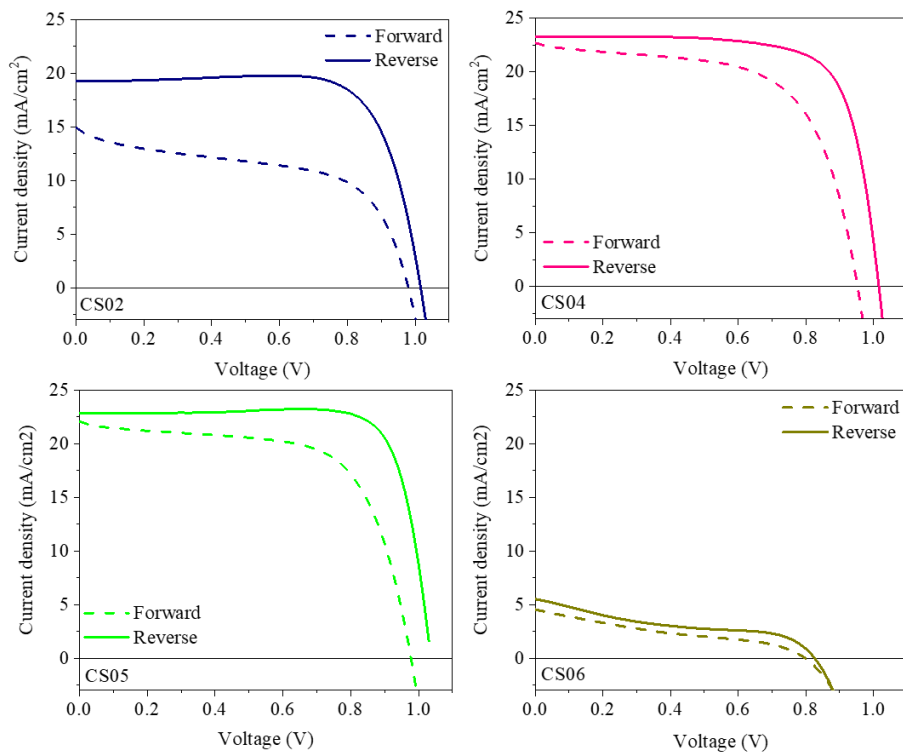 25
20
15
10
5
0
Current density (mA/cm²)
Forward
Reverse
CS02
0.0 0.2 0.4 0.6 0.8 1.0
Voltage (V)
25
20
15
10
5
0
Current density (mA/cm²)
Forward
Reverse
CS04
0.0 0.2 0.4 0.6 0.8 1.0
Voltage (V)
25
20
15
10
5
0
Current density (mA/cm2)
Forward
Reverse
CS05
0.0 0.2 0.4 0.6 0.8 1.0
Voltage (V)
25
20
15
10
5
0
Current density (mA/cm2)
Forward
Reverse
CS06
0.0 0.2 0.4 0.6 0.8 1.0
Voltage (V)